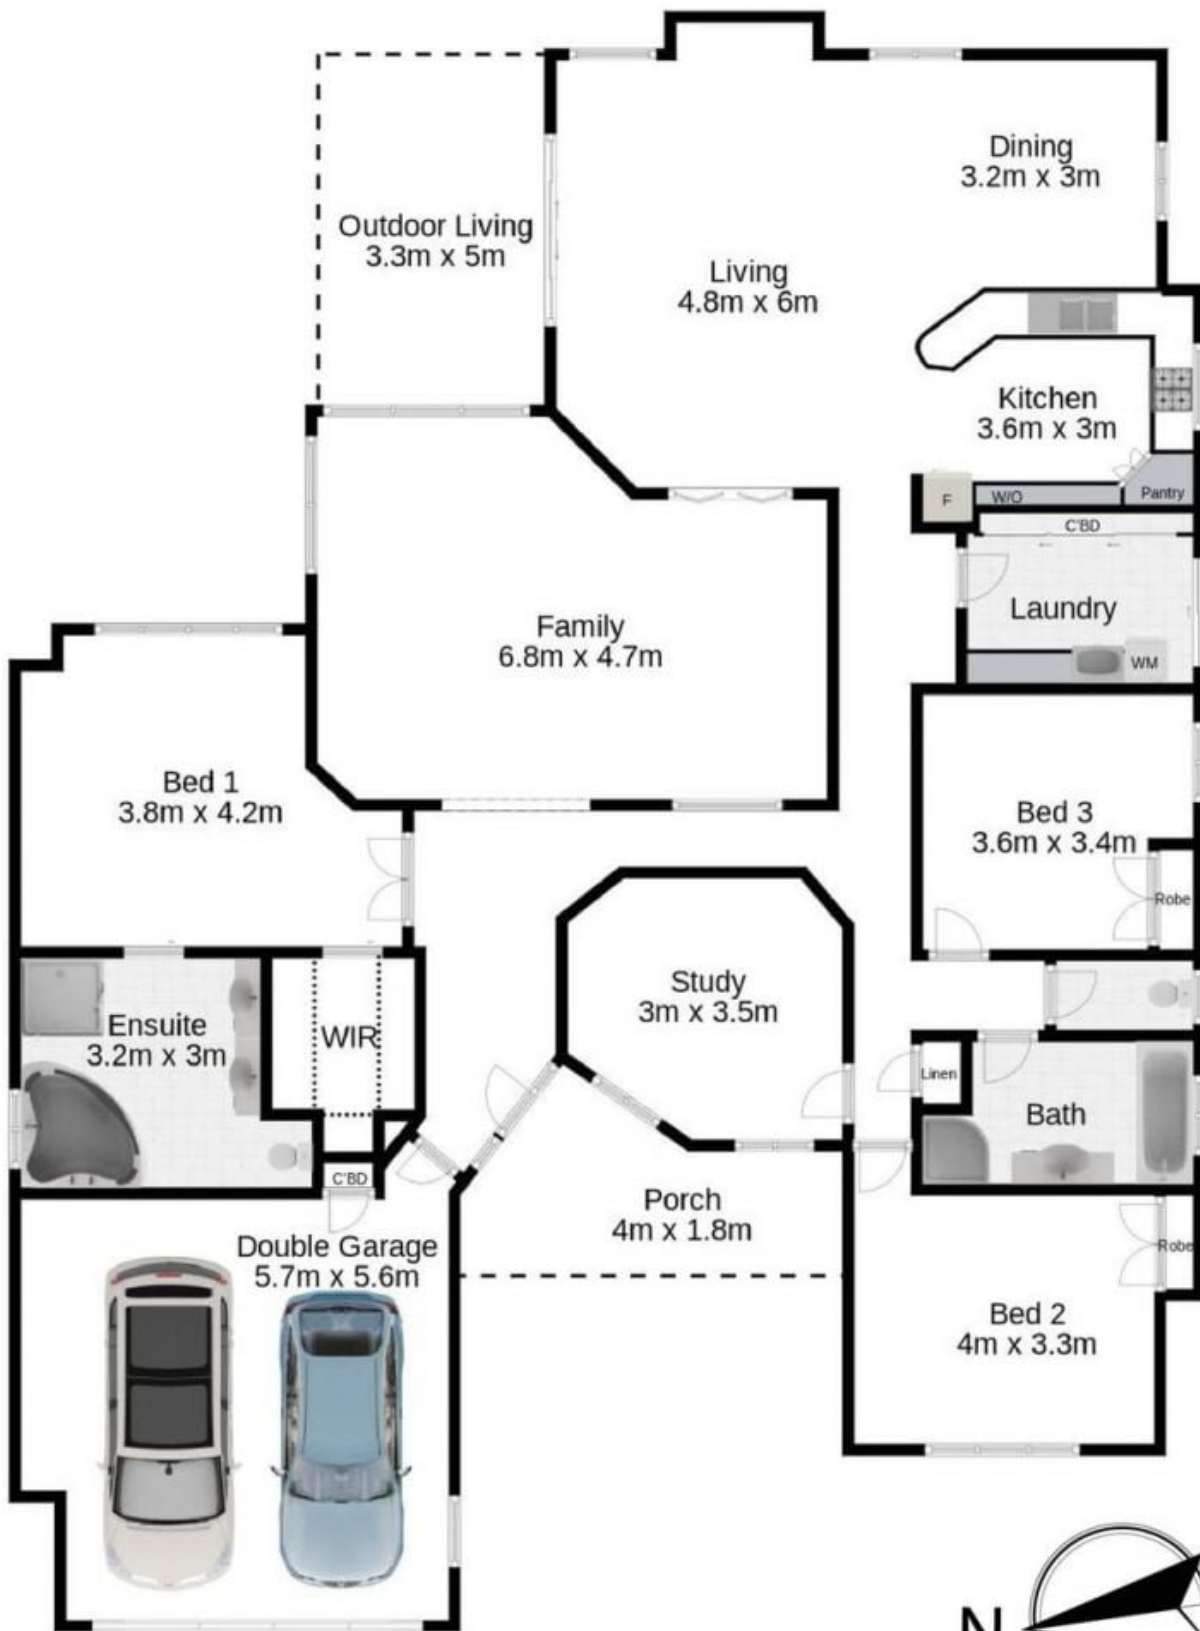 Dining
3.2m x 3m
Outdoor Living
3.3m x 5m
Living
4.8m x 6m
Kitchen
3.6m x 3m
F
W/O
Pantry
C'BD
Laundry
WM
Family
6.8m x 4.7m
Bed 1
3.8m x 4.2m
Bed 3
3.6m x 3.4m
Robe
Study
3m x 3.5m
Ensuite
3.2m x 3m
WIR
Linen
Bath
C'BD
Porch
4m x 1.8m
Double Garage
5.7m x 5.6m
Robe
Bed 2
4m x 3.3m
N